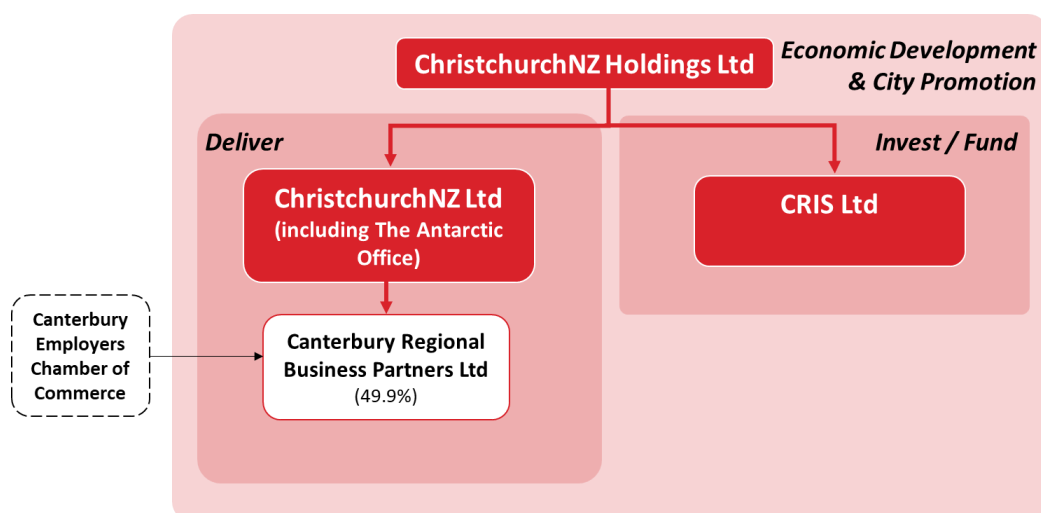 ChristchurchNZ Holdings Ltd
Economic Development
& City Promotion
Deliver
Invest / Fund
ChristchurchNZ Ltd
(including The Antarctic
Office)
CRIS Ltd
Canterbury
Employers
Chamber of
Commerce
Canterbury Regional
Business Partners Ltd
(49.9%)